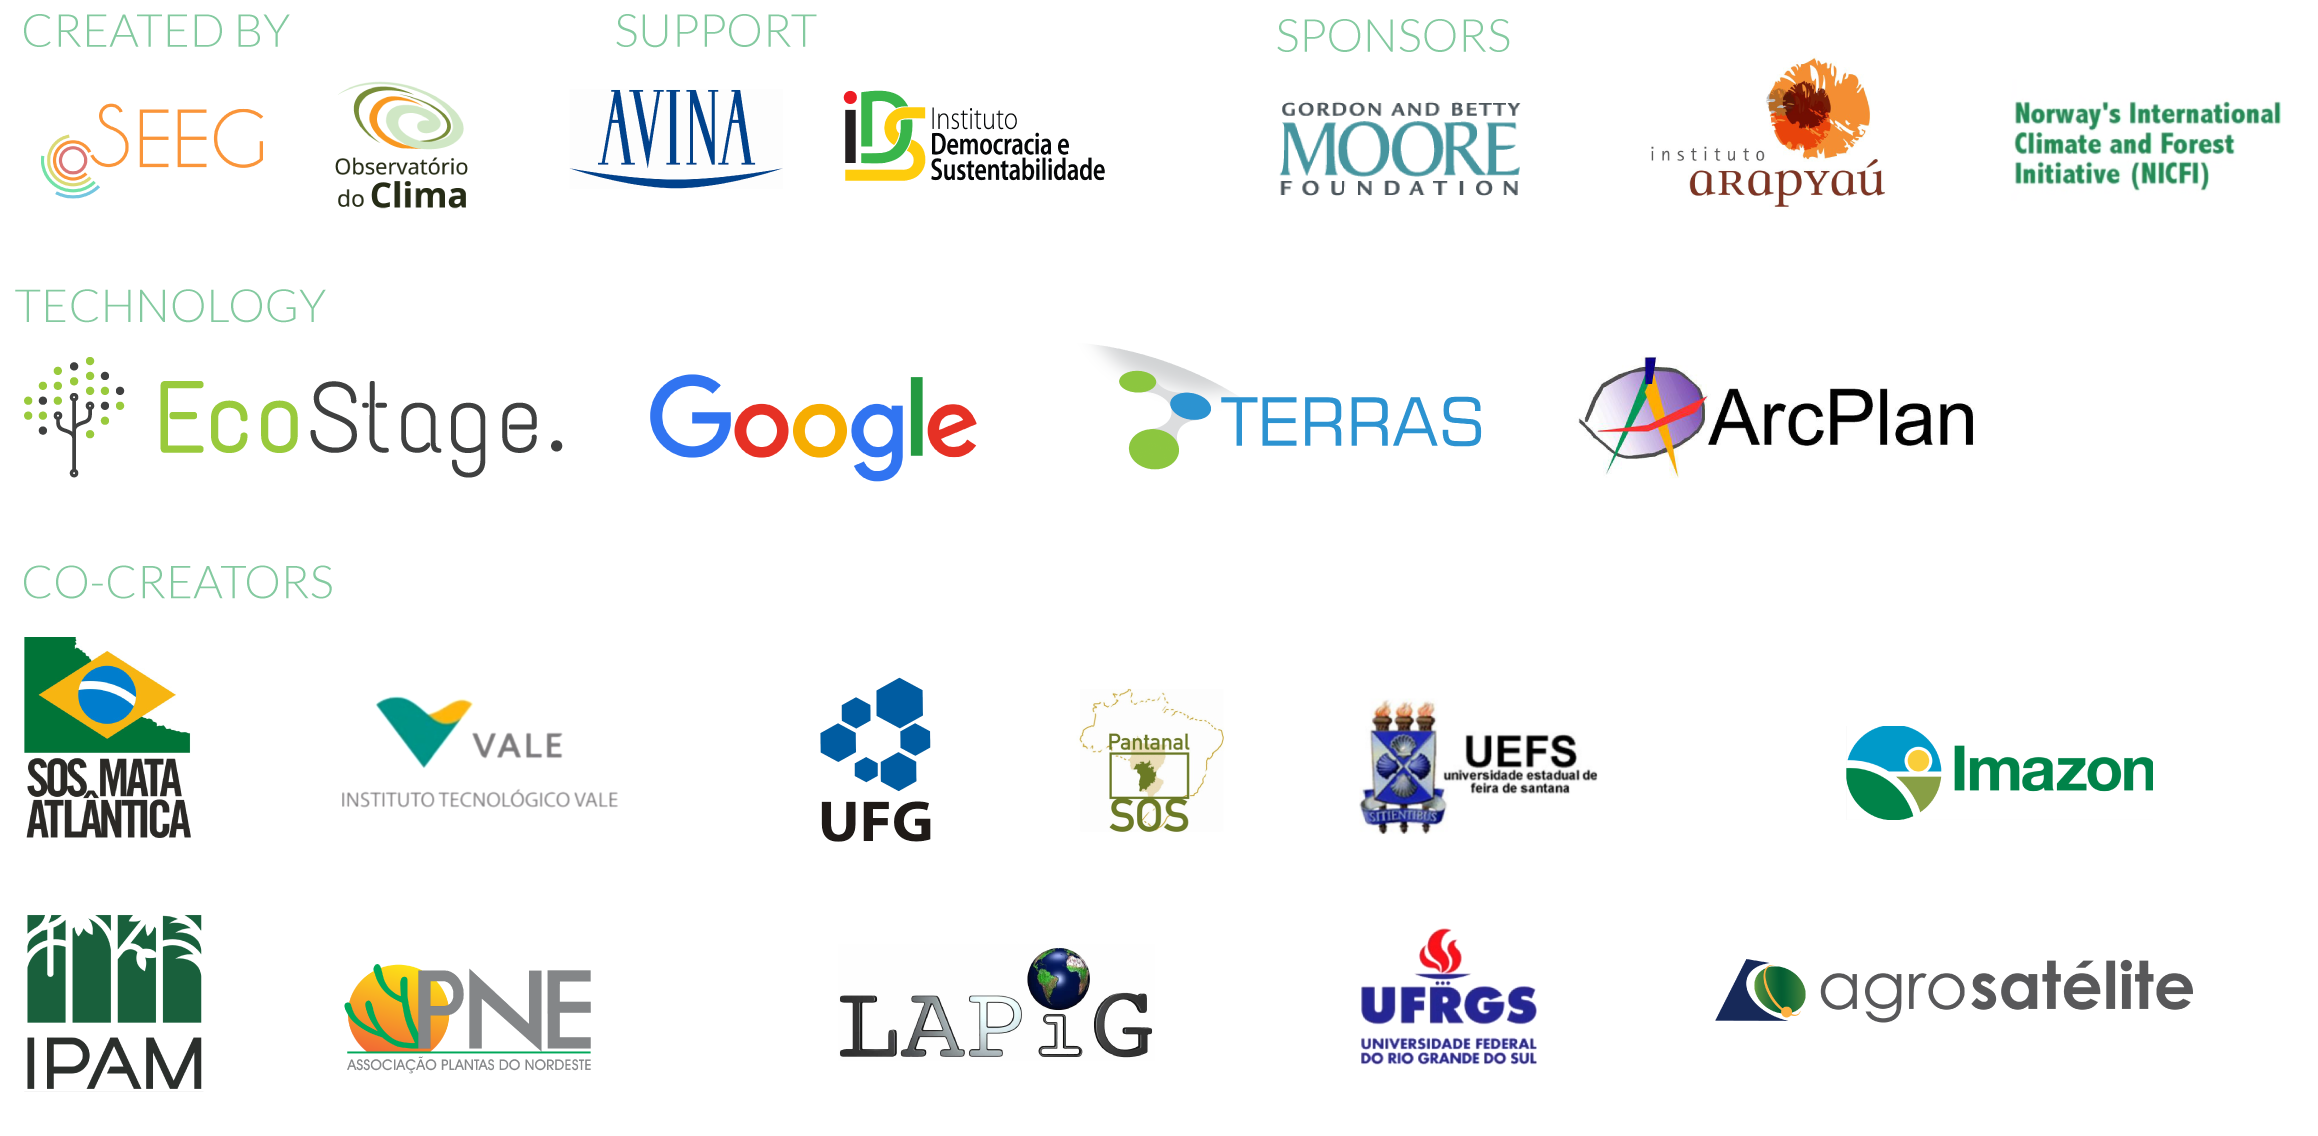 CREATED BY
SUPPORT
SPONSORS
SEEG
Observatório
do Clima
AVINA
iDS
Instituto
Democracia e
Sustentabilidade
GORDON AND BETTY
MOORE
FOUNDATION
instituto
arapyaú
Norway's International
Climate and Forest
Initiative (NICFI)
TECHNOLOGY
EcoStage.
Google
TERRAS
ArcPlan
CO-CREATORS
SOS MATA
ATLÂNTICA
VALE
INSTITUTO TECNOLÓGICO VALE
UFG
Pantanal
SOS
UEFS
universidade estadual de
feira de santana
SITIENTIBUS
Imazon
IPAM
PNE
ASSOCIAÇÃO PLANTAS DO NORDESTE
LAPiG
UFRGS
UNIVERSIDADE FEDERAL
DO RIO GRANDE DO SUL
agrosatélite